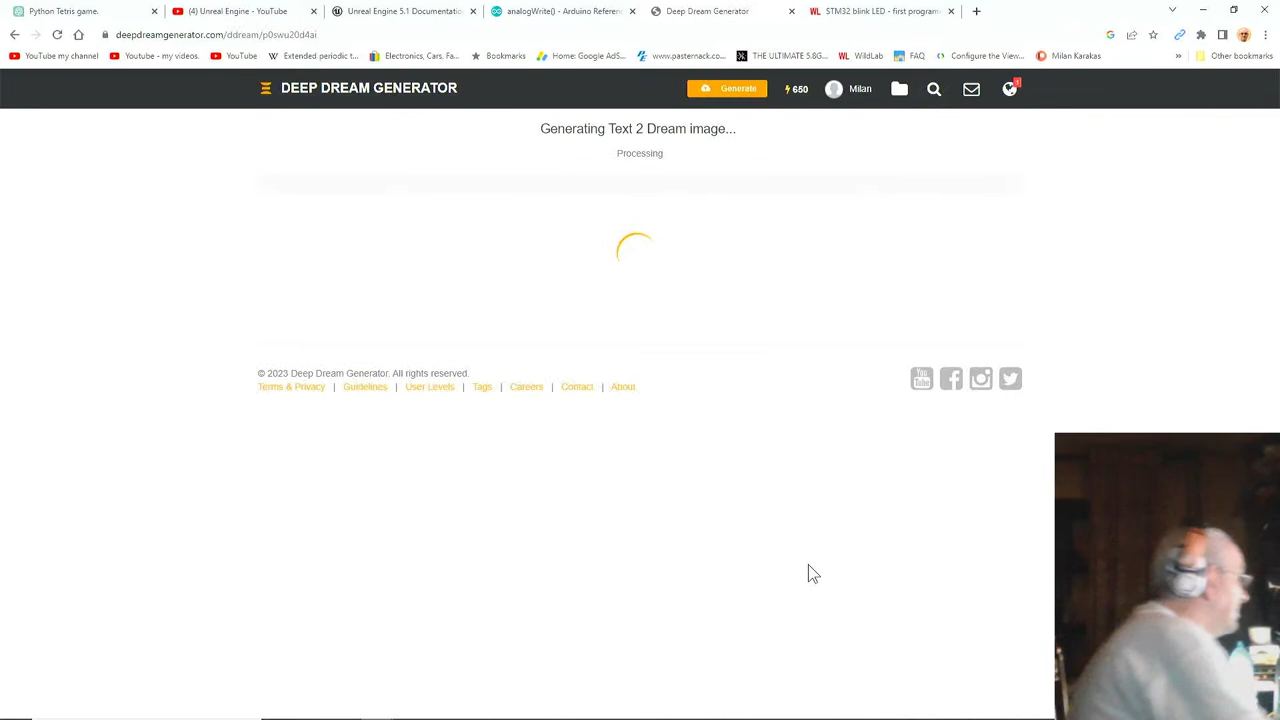 Python Tetris game.
(4) Unreal Engine - YouTube
Unreal Engine 5.1 Documentatio
analogWrite() - Arduino Referen
Deep Dream Generator
STM32 blink LED - first program
deepdreamgenerator.com/ddream/p0swu20d4ai
YouTube my channel
Youtube - my videos.
YouTube
Extended periodic t...
Electronics, Cars, Fa...
Bookmarks
Home: Google AdS...
www.pasternack.co...
THE ULTIMATE 5.8G...
WL WildLab
FAQ
Configure the View...
Milan Karakas
»
Other bookmarks
DEEP DREAM GENERATOR
Generate
650
Milan
1
Generating Text 2 Dream image...
Processing
© 2023 Deep Dream Generator. All rights reserved.
Terms & Privacy | Guidelines | User Levels | Tags | Careers | Contact | About
You
Tube